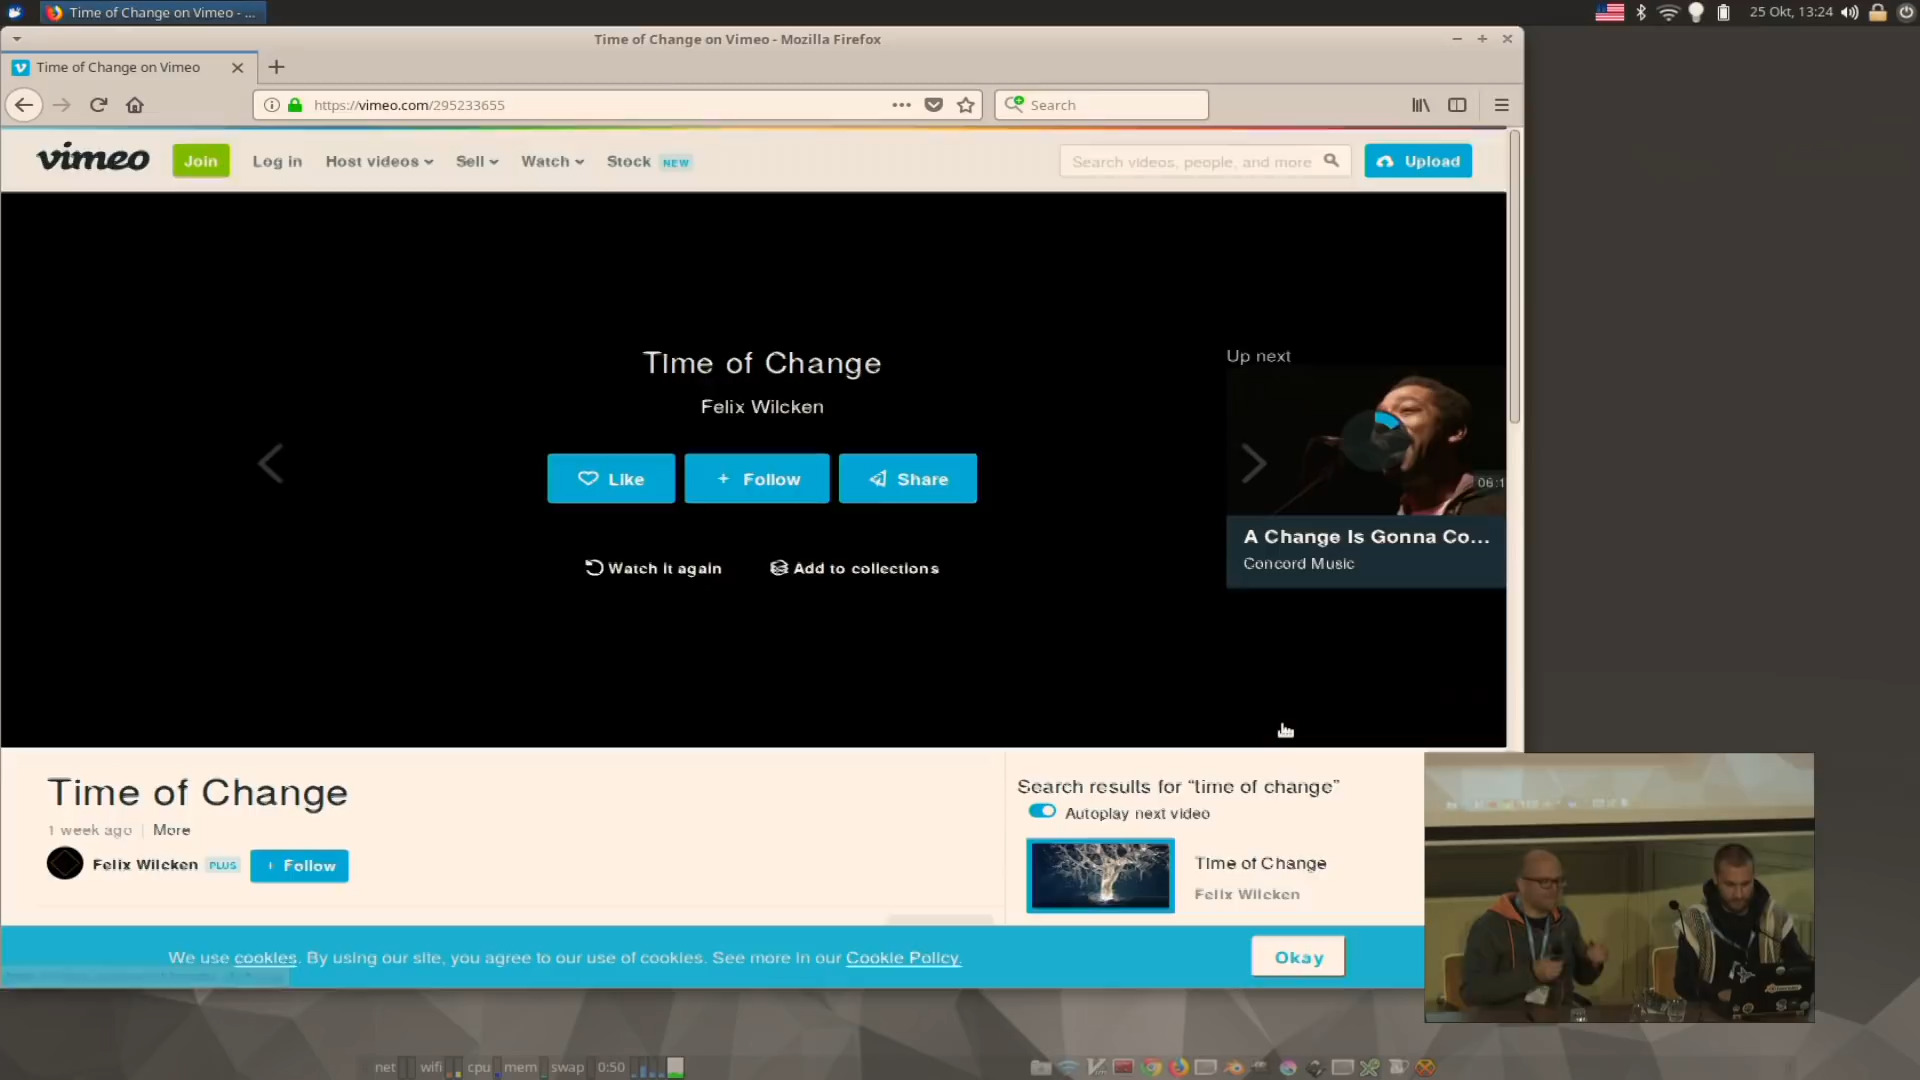 Time of Change on Vimeo - ...
25 Okt, 13:24
Time of Change on Vimeo - Mozilla Firefox
Time of Change on Vimeo
https://vimeo.com/295233655
Search
vimeo
Join
Log in
Host videos
Sell
Watch
Stock NEW
Search videos, people, and more
Upload
Time of Change
Felix Wilcken
Like
+ Follow
Share
Watch it again
Add to collections
Up next
06:1
A Change Is Gonna Co...
Concord Music
Time of Change
1 week ago | More
Felix Wilcken PLUS
+ Follow
Search results for “time of change”
Autoplay next video
Time of Change
Felix Wilcken
We use cookies. By using our site, you agree to our use of cookies. See more in our Cookie Policy.
Okay
net wifi cpu mem swap 0:50